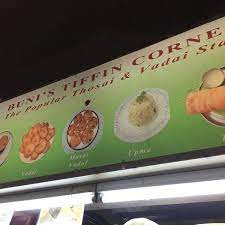 BUNI'S TIFFIN CORNE
The Popular Thosai & Vadai Sta
Vadai
Masal
Vadai
Upma